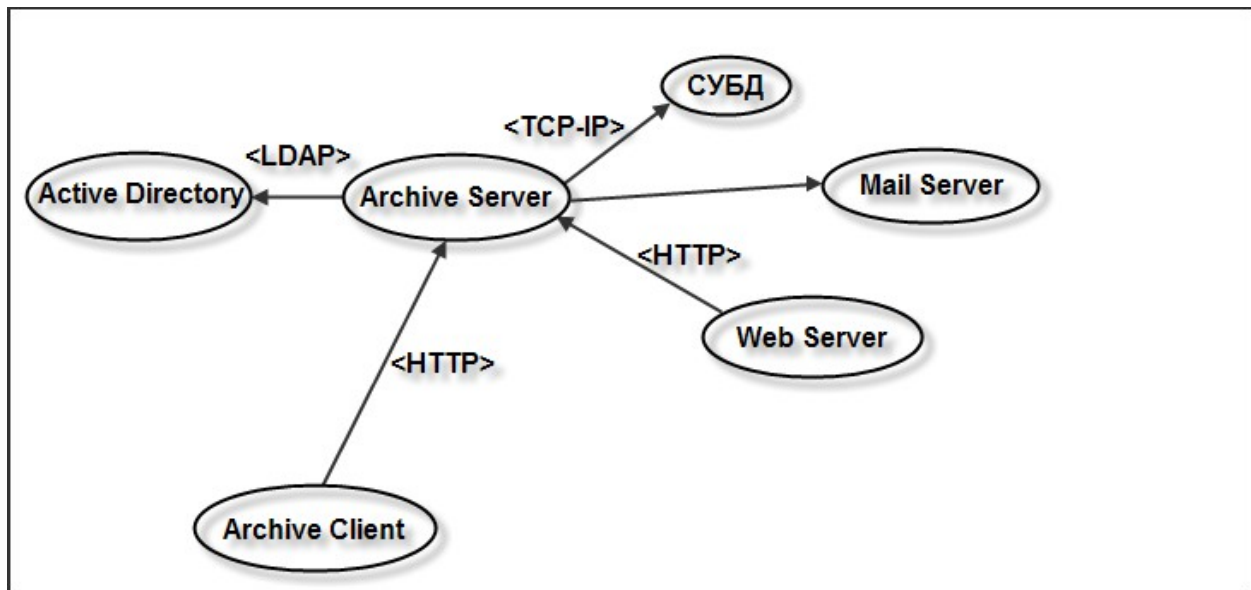 СУБД
<TCP-IP>
<LDAP>
Active Directory
Archive Server
Mail Server
<HTTP>
Web Server
<HTTP>
Archive Client